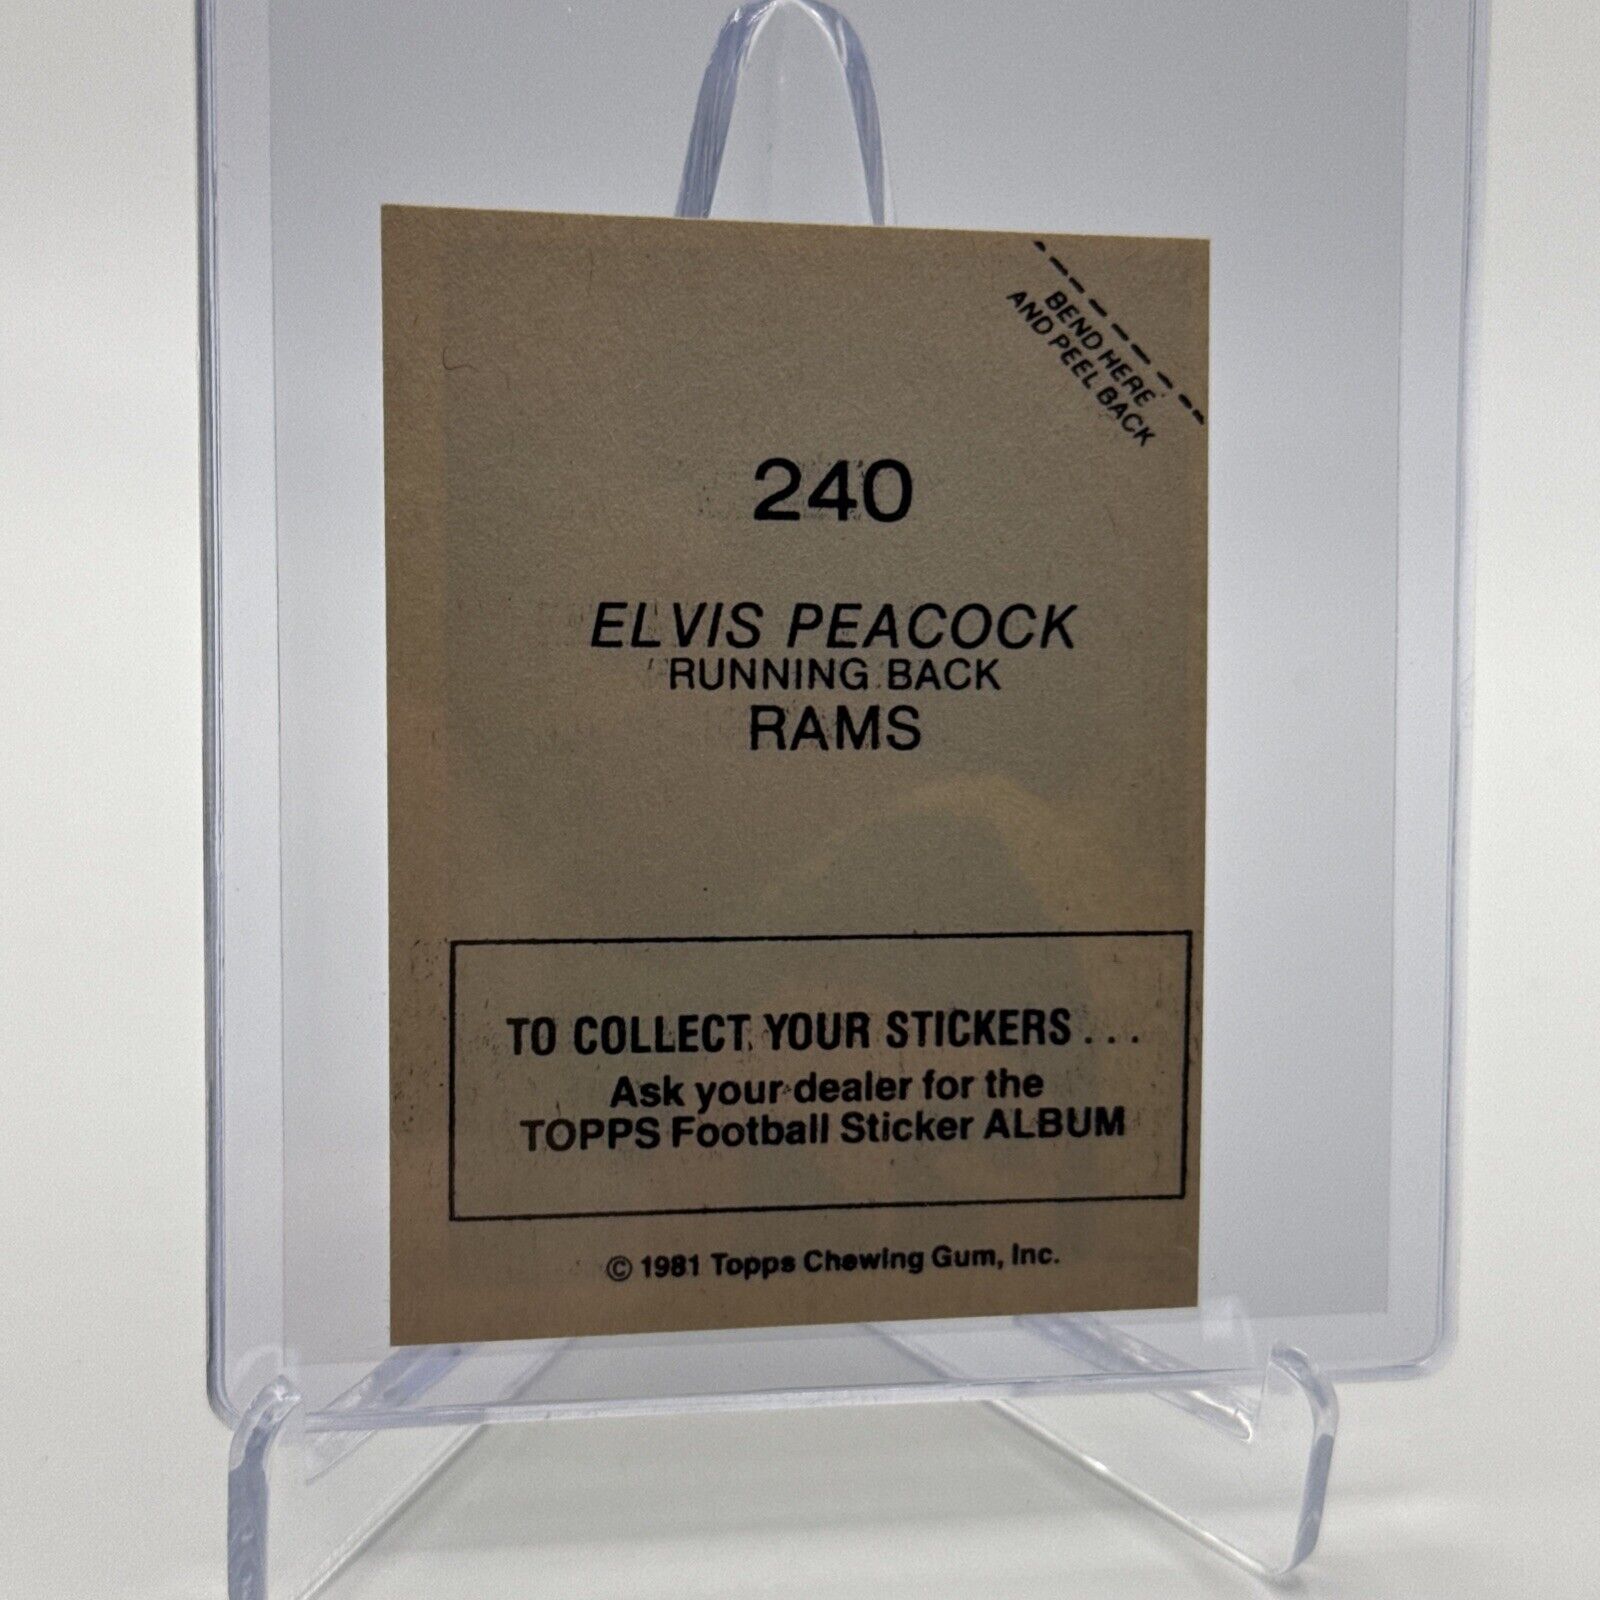 BEND HERE
AND PEEL BACK
240
ELVIS PEACOCK
RUNNING BACK
RAMS
TO COLLECT YOUR STICKERS . . .
Ask your dealer for the
TOPPS Football Sticker ALBUM
© 1981 Topps Chewing Gum, Inc.